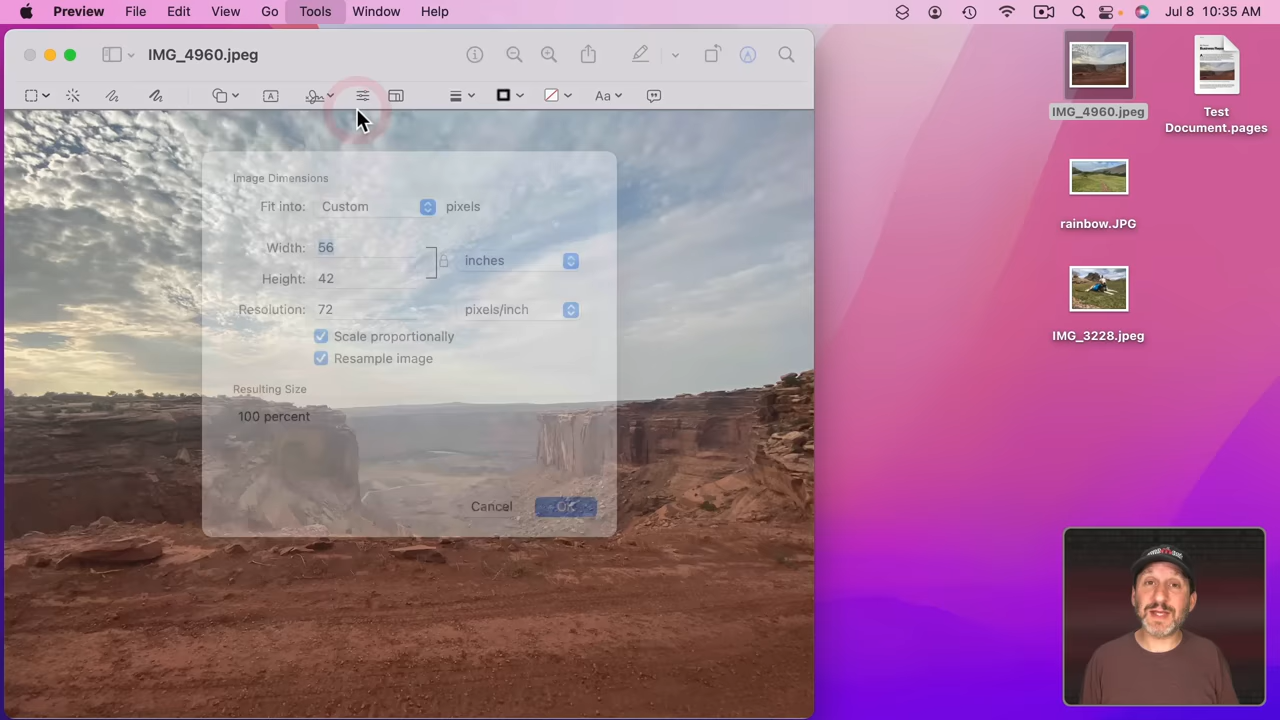 Preview File Edit View Go Tools Window Help Jul 8 10:35 AM
IMG_4960.jpeg
Aa
Image Dimensions
Fit into: Custom pixels
Width: 56
inches
Height: 42
Resolution: 72 pixels/inch
Scale proportionally
Resample image
Resulting Size
100 percent
Cancel OK
IMG_4960.jpeg
Test
Document.pages
rainbow.JPG
IMG_3228.jpeg